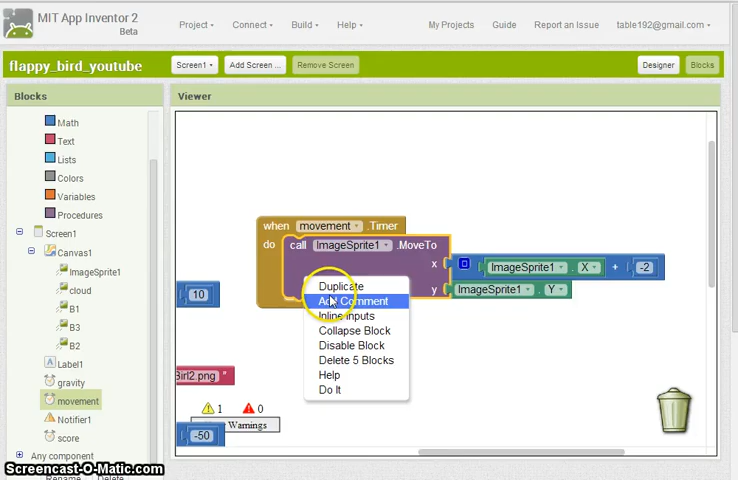 MIT App Inventor 2
Beta
Project
Connect
Build
Help
My Projects
Guide
Report an Issue
table192@gmail.com
flappy_bird_youtube
Screen1
Add Screen ...
Remove Screen
Designer
Blocks
Blocks
Viewer
Math
Text
Lists
Colors
Variables
Procedures
Screen1
Canvas1
ImageSprite1
cloud
B1
B3
B2
Label1
gravity
movement
Notifier1
score
Any component
Rename
Delete
when movement .Timer
do call ImageSprite1 .MoveTo
x ImageSprite1 . X + -2
y ImageSprite1 . Y
10
Duplicate
Add Comment
Inline Inputs
Collapse Block
Disable Block
Delete 5 Blocks
Help
Do It
Girl2.png "
1 0
Warnings
-50
Screencast-O-Matic.com